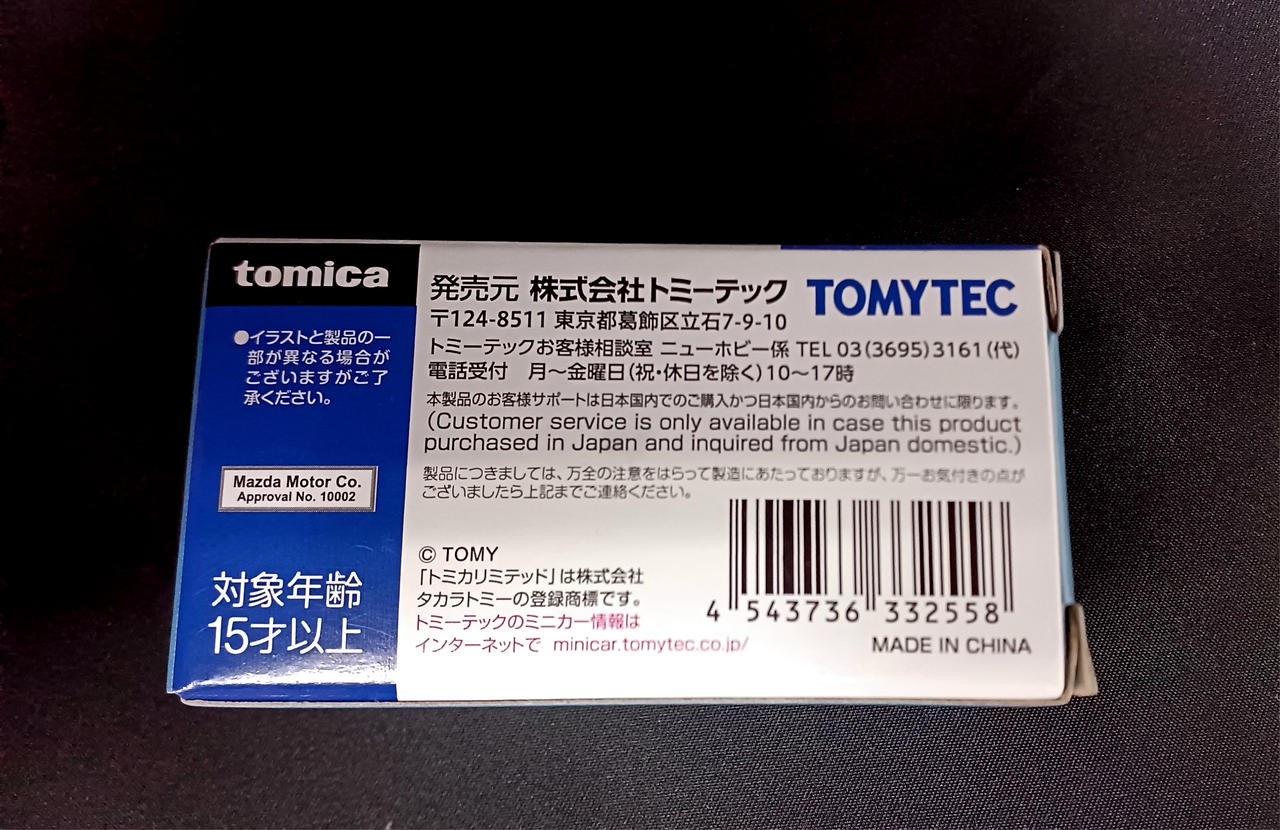 tomica
●イラストと製品の一
部が異なる場合が
ございますがご了
承ください。
Mazda Motor Co.
Approval No. 10002
対象年齢
15才以上
発売元 株式会社トミーテック TOMYTEC
〒124-8511 東京都葛飾区立石7-9-10
トミーテックお客様相談室 ニューホビー係 TEL 03(3695)3161(代)
電話受付 月〜金曜日(祝・休日を除く)10〜17時
本製品のお客様サポートは日本国内でのご購入かつ日本国内からのお問い合わせに限ります。
(Customer service is only available in case this product
purchased in Japan and inquired from Japan domestic.)
製品につきましては、万全の注意をはらって製造にあたっておりますが、万一お気付きの点が
ございましたら上記までご連絡ください。
© TOMY
「トミカリミテッド」は株式会社
タカラトミーの登録商標です。
トミーテックのミニカー情報は
インターネットで minicar.tomytec.co.jp/
4 543736 332558
MADE IN CHINA